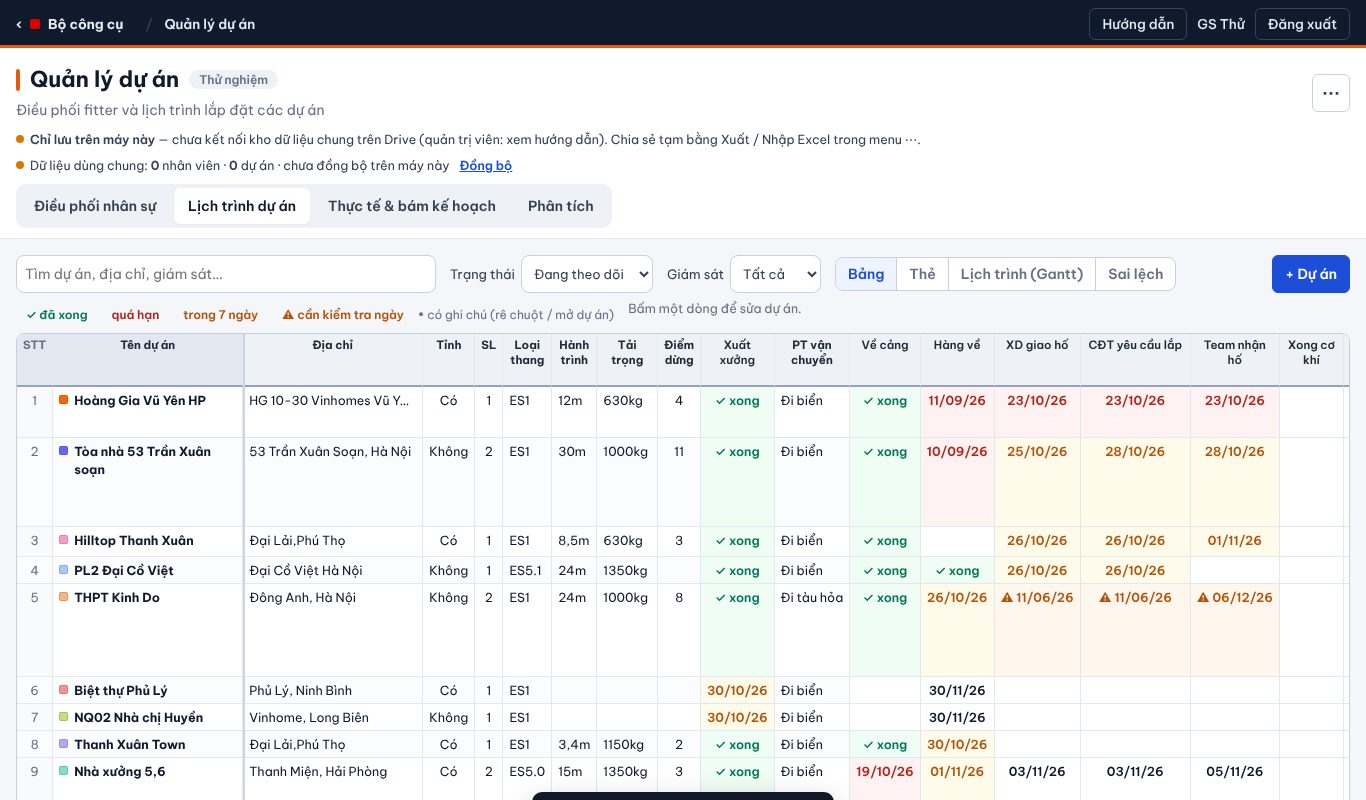 ‹ Bộ công cụ / Quản lý dự án Hướng dẫn GS Thử Đăng xuất
Quản lý dự án Thử nghiệm
Điều phối fitter và lịch trình lắp đặt các dự án ···
Chỉ lưu trên máy này — chưa kết nối kho dữ liệu chung trên Drive (quản trị viên: xem hướng dẫn). Chia sẻ tạm bằng Xuất / Nhập Excel trong menu ···.
Dữ liệu dùng chung: 0 nhân viên · 0 dự án · chưa đồng bộ trên máy này Đồng bộ
Điều phối nhân sự Lịch trình dự án Thực tế & bám kế hoạch Phân tích
Tìm dự án, địa chỉ, giám sát... Trạng thái Đang theo dõi Giám sát Tất cả Bảng Thẻ Lịch trình (Gantt) Sai lệch + Dự án
✓ đã xong quá hạn trong 7 ngày ⚠ cần kiểm tra ngày • có ghi chú (rê chuột / mở dự án) Bấm một dòng để sửa dự án.
STT Tên dự án Địa chỉ Tỉnh SL Loại thang Hành trình Tải trọng Điểm dừng Xuất xưởng PT vận chuyển Về cảng Hàng về XD giao hố CĐT yêu cầu lắp Team nhận hố Xong cơ khí
1 Hoàng Gia Vũ Yên HP HG 10-30 Vinhomes Vũ Y... Có 1 ES1 12m 630kg 4 ✓ xong Đi biển ✓ xong 11/09/26 23/10/26 23/10/26 23/10/26
2 Tòa nhà 53 Trần Xuân soạn 53 Trần Xuân Soạn, Hà Nội Không 2 ES1 30m 1000kg 11 ✓ xong Đi biển ✓ xong 10/09/26 25/10/26 28/10/26 28/10/26
3 Hilltop Thanh Xuân Đại Lải,Phú Thọ Có 1 ES1 8,5m 630kg 3 ✓ xong Đi biển ✓ xong 26/10/26 26/10/26 01/11/26
4 PL2 Đại Cồ Việt Đại Cồ Việt Hà Nội Không 1 ES5.1 24m 1350kg ✓ xong Đi biển ✓ xong ✓ xong 26/10/26 26/10/26
5 THPT Kinh Do Đông Anh, Hà Nội Không 2 ES1 24m 1000kg 8 ✓ xong Đi tàu hỏa ✓ xong 26/10/26 ⚠ 11/06/26 ⚠ 11/06/26 ⚠ 06/12/26
6 Biệt thự Phủ Lý Phủ Lý, Ninh Bình Có 1 ES1 30/10/26 Đi biển 30/11/26
7 NQ02 Nhà chị Huyền Vinhome, Long Biên Không 1 ES1 30/10/26 Đi biển 30/11/26
8 Thanh Xuân Town Đại Lải,Phú Thọ Có 1 ES1 3,4m 1150kg 2 ✓ xong Đi biển ✓ xong 30/10/26
9 Nhà xưởng 5,6 Thanh Miện, Hải Phòng Có 2 ES5.0 15m 1350kg 3 ✓ xong Đi biển 19/10/26 01/11/26 03/11/26 03/11/26 05/11/26